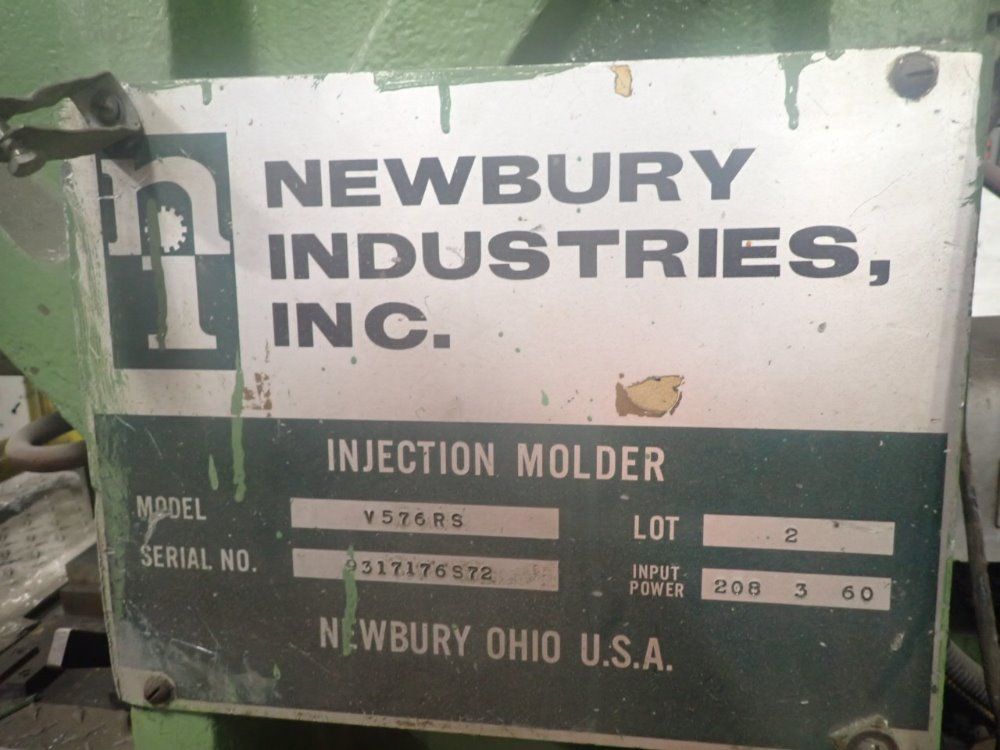 NEWBURY
INDUSTRIES,
INC.
INJECTION MOLDER
MODEL V576RS LOT 2
SERIAL NO. 9317176S72 INPUT POWER 208 3 60
NEWBURY OHIO U.S.A.